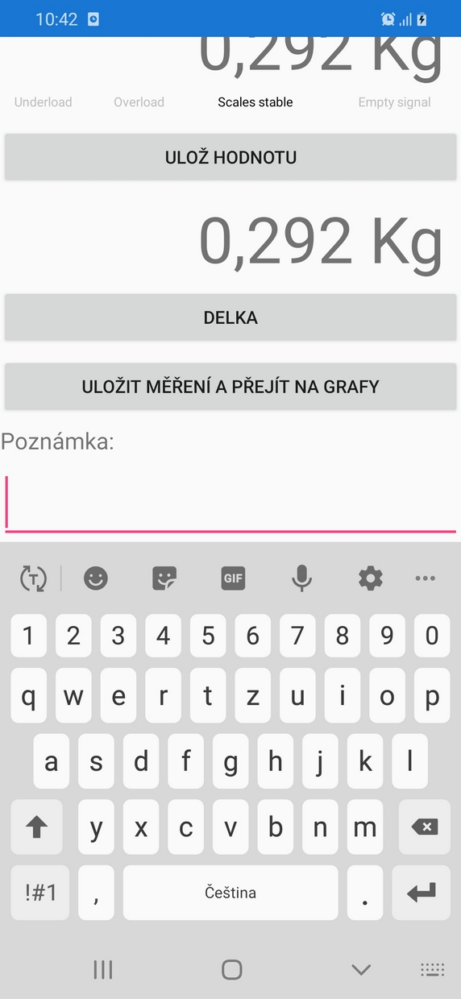 10:42
0,292 Kg
Underload Overload Scales stable Empty signal
ULOŽ HODNOTU
0,292 Kg
DELKA
ULOŽIT MĚŘENÍ A PŘEJÍT NA GRAFY
Poznámka:
T GIF
1 2 3 4 5 6 7 8 9 0
q w e r t z u i o p
a s d f g h j k l
y x c v b n m
!#1 , Čeština .